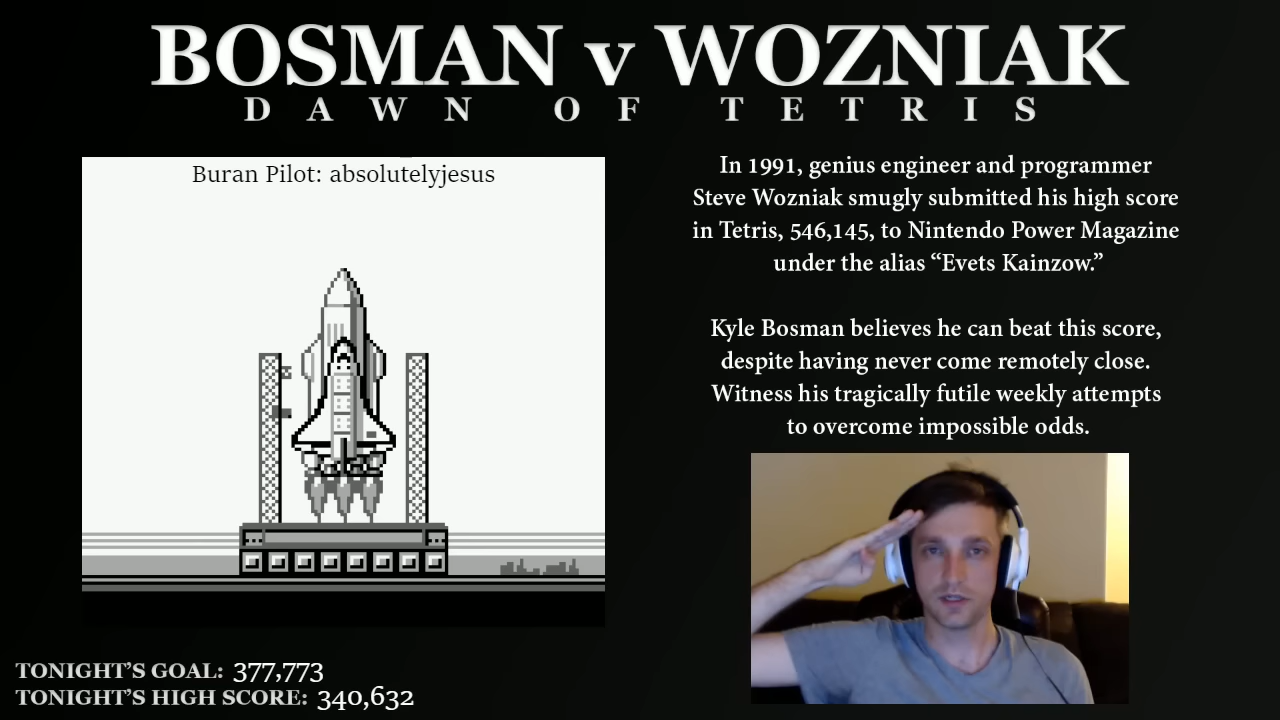 BOSMAN v WOZNIAK
DAWN OF TETRIS
Buran Pilot: absolutelyjesus
In 1991, genius engineer and programmer
Steve Wozniak smugly submitted his high score
in Tetris, 546,145, to Nintendo Power Magazine
under the alias “Evets Kainzow.”
Kyle Bosman believes he can beat this score,
despite having never come remotely close.
Witness his tragically futile weekly attempts
to overcome impossible odds.
TONIGHT’S GOAL: 377,773
TONIGHT’S HIGH SCORE: 340,632